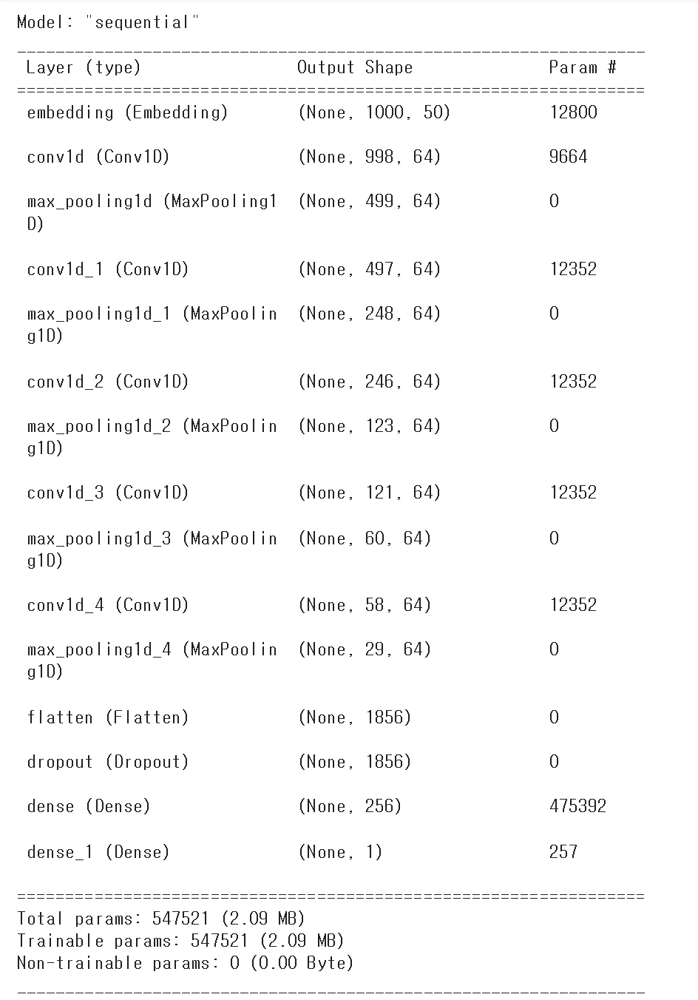 Model: "sequential"
_________________________________________________________________
Layer (type) Output Shape Param #
=================================================================
embedding (Embedding) (None, 1000, 50) 12800
conv1d (Conv1D) (None, 998, 64) 9664
max_pooling1d (MaxPooling1 (None, 499, 64) 0
D)
conv1d_1 (Conv1D) (None, 497, 64) 12352
max_pooling1d_1 (MaxPoolin (None, 248, 64) 0
g1D)
conv1d_2 (Conv1D) (None, 246, 64) 12352
max_pooling1d_2 (MaxPoolin (None, 123, 64) 0
g1D)
conv1d_3 (Conv1D) (None, 121, 64) 12352
max_pooling1d_3 (MaxPoolin (None, 60, 64) 0
g1D)
conv1d_4 (Conv1D) (None, 58, 64) 12352
max_pooling1d_4 (MaxPoolin (None, 29, 64) 0
g1D)
flatten (Flatten) (None, 1856) 0
dropout (Dropout) (None, 1856) 0
dense (Dense) (None, 256) 475392
dense_1 (Dense) (None, 1) 257
=================================================================
Total params: 547521 (2.09 MB)
Trainable params: 547521 (2.09 MB)
Non-trainable params: 0 (0.00 Byte)
_________________________________________________________________